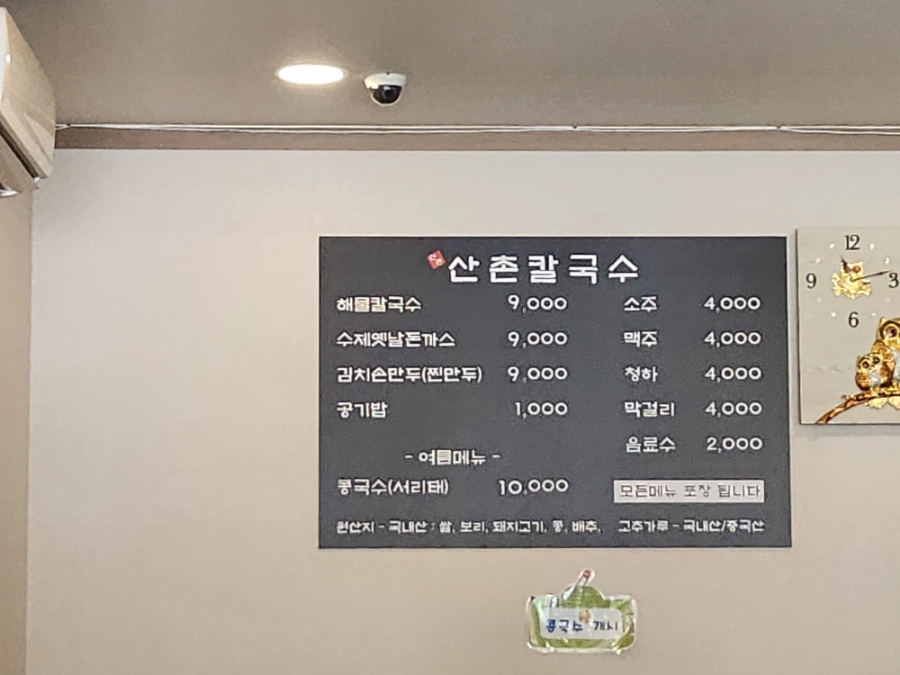 산촌칼국수
해물칼국수 9,000
수제옛날돈까스 9,000
김치손만두(찐만두) 9,000
공기밥 1,000
- 여름메뉴 -
콩국수(서리태) 10,000
소주 4,000
맥주 4,000
청하 4,000
막걸리 4,000
음료수 2,000
모든메뉴 포장 됩니다
원산지 - 국내산 : 쌀, 보리, 돼지고기, 콩, 배추, 고추가루 - 국내산/중국산
12
9 3
6
콩국수 개시